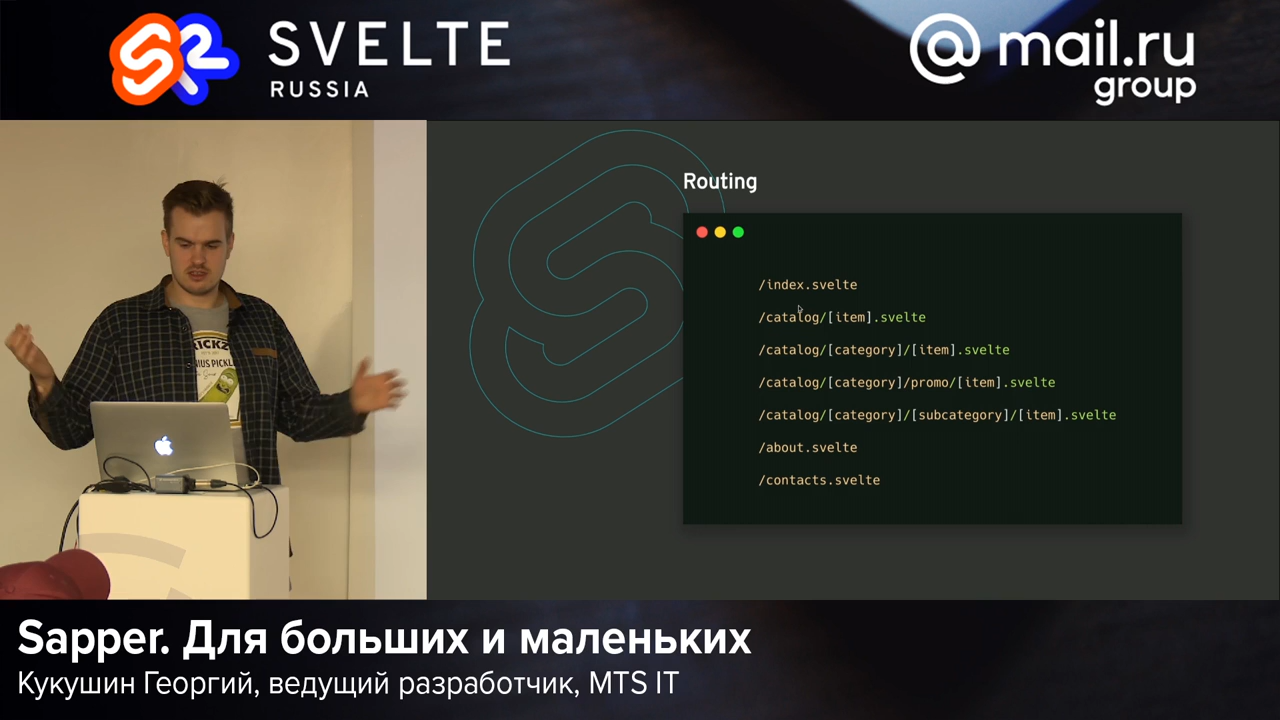 SVELTE
RUSSIA
@mail.ru
group
Routing
/index.svelte
/catalog/[item].svelte
/catalog/[category]/[item].svelte
/catalog/[category]/promo/[item].svelte
/catalog/[category]/[subcategory]/[item].svelte
/about.svelte
/contacts.svelte
Sapper. Для больших и маленьких
Кукушин Георгий, ведущий разработчик, MTS IT